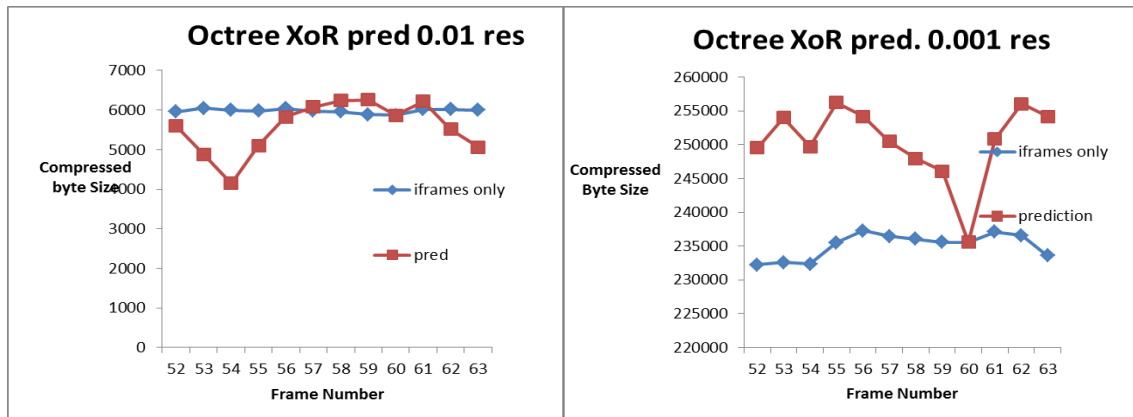 Octree XoR pred 0.01 res
7000
6000
5000
4000
3000
2000
1000
0
Compressed
byte Size
iframes only
pred
52 53 54 55 56 57 58 59 60 61 62 63
Frame Number
Octree XoR pred. 0.001 res
260000
255000
250000
245000
240000
235000
230000
225000
220000
Compressed
Byte Size
iframes only
prediction
52 53 54 55 56 57 58 59 60 61 62 63
Frame Number